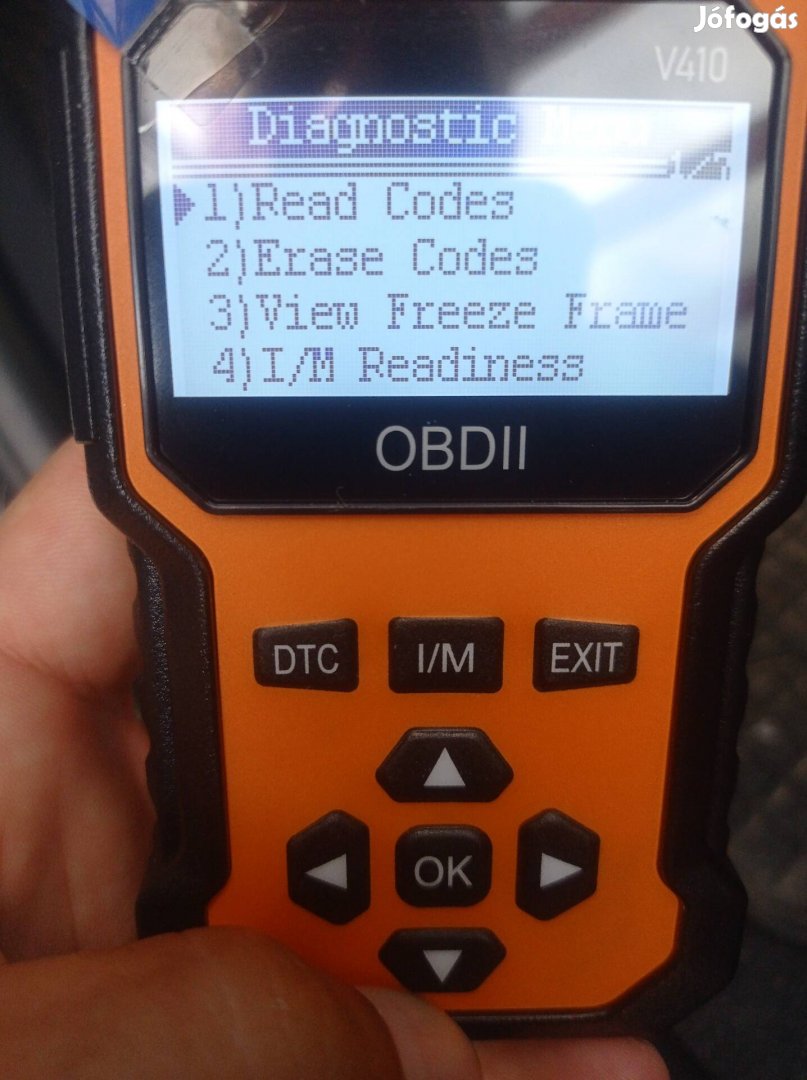 Jófogás
V410
Diagnostic
1)Read Codes
2)Erase Codes
3)View Freeze Frame
4)I/M Readiness
OBDII
DTC
I/M
EXIT
OK